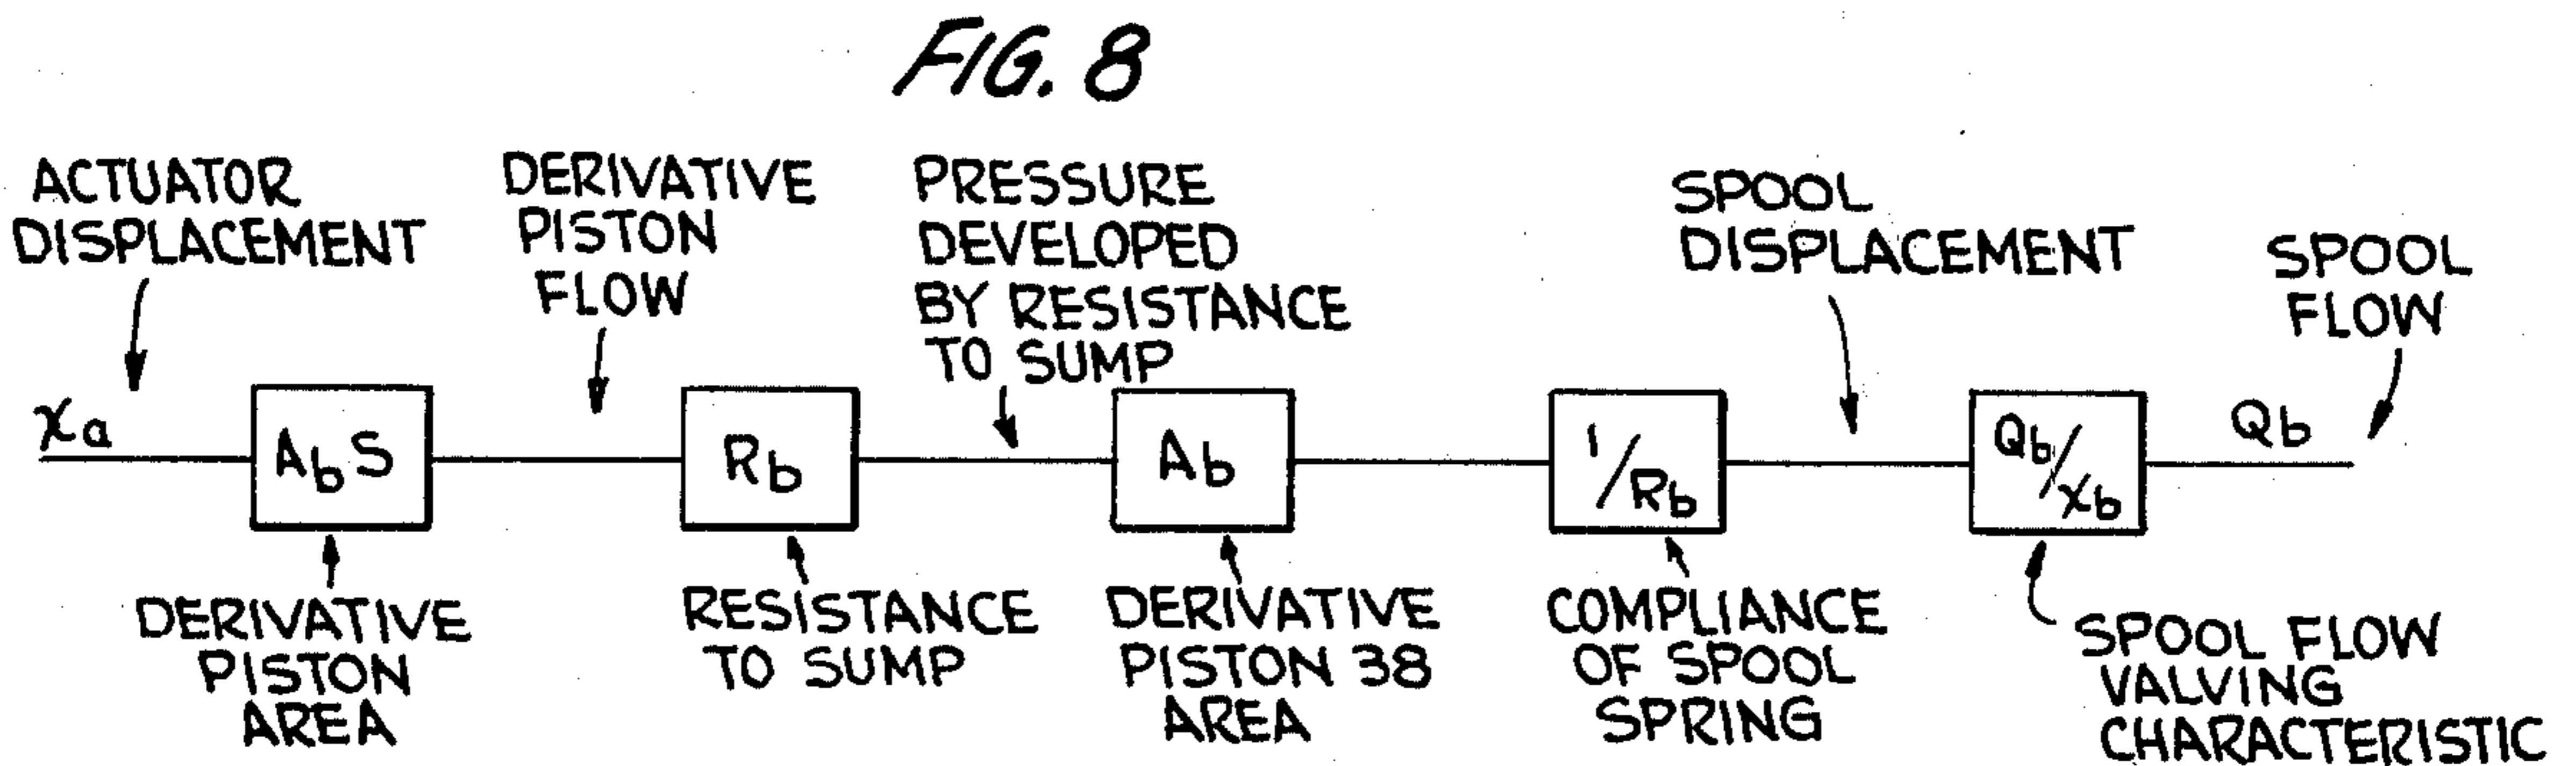 FIG. 8
ACTUATOR
DISPLACEMENT
DERIVATIVE
PISTON
FLOW
PRESSURE
DEVELOPED
BY RESISTANCE
TO SUMP
SPOOL
DISPLACEMENT
SPOOL
FLOW
Xa
AbS
Rb
Ab
1/Rb
Qb/Xb
Qb
DERIVATIVE
PISTON
AREA
RESISTANCE
TO SUMP
DERIVATIVE
PISTON 38
AREA
COMPLIANCE
OF SPOOL
SPRING
SPOOL FLOW
VALVING
CHARACTERISTIC